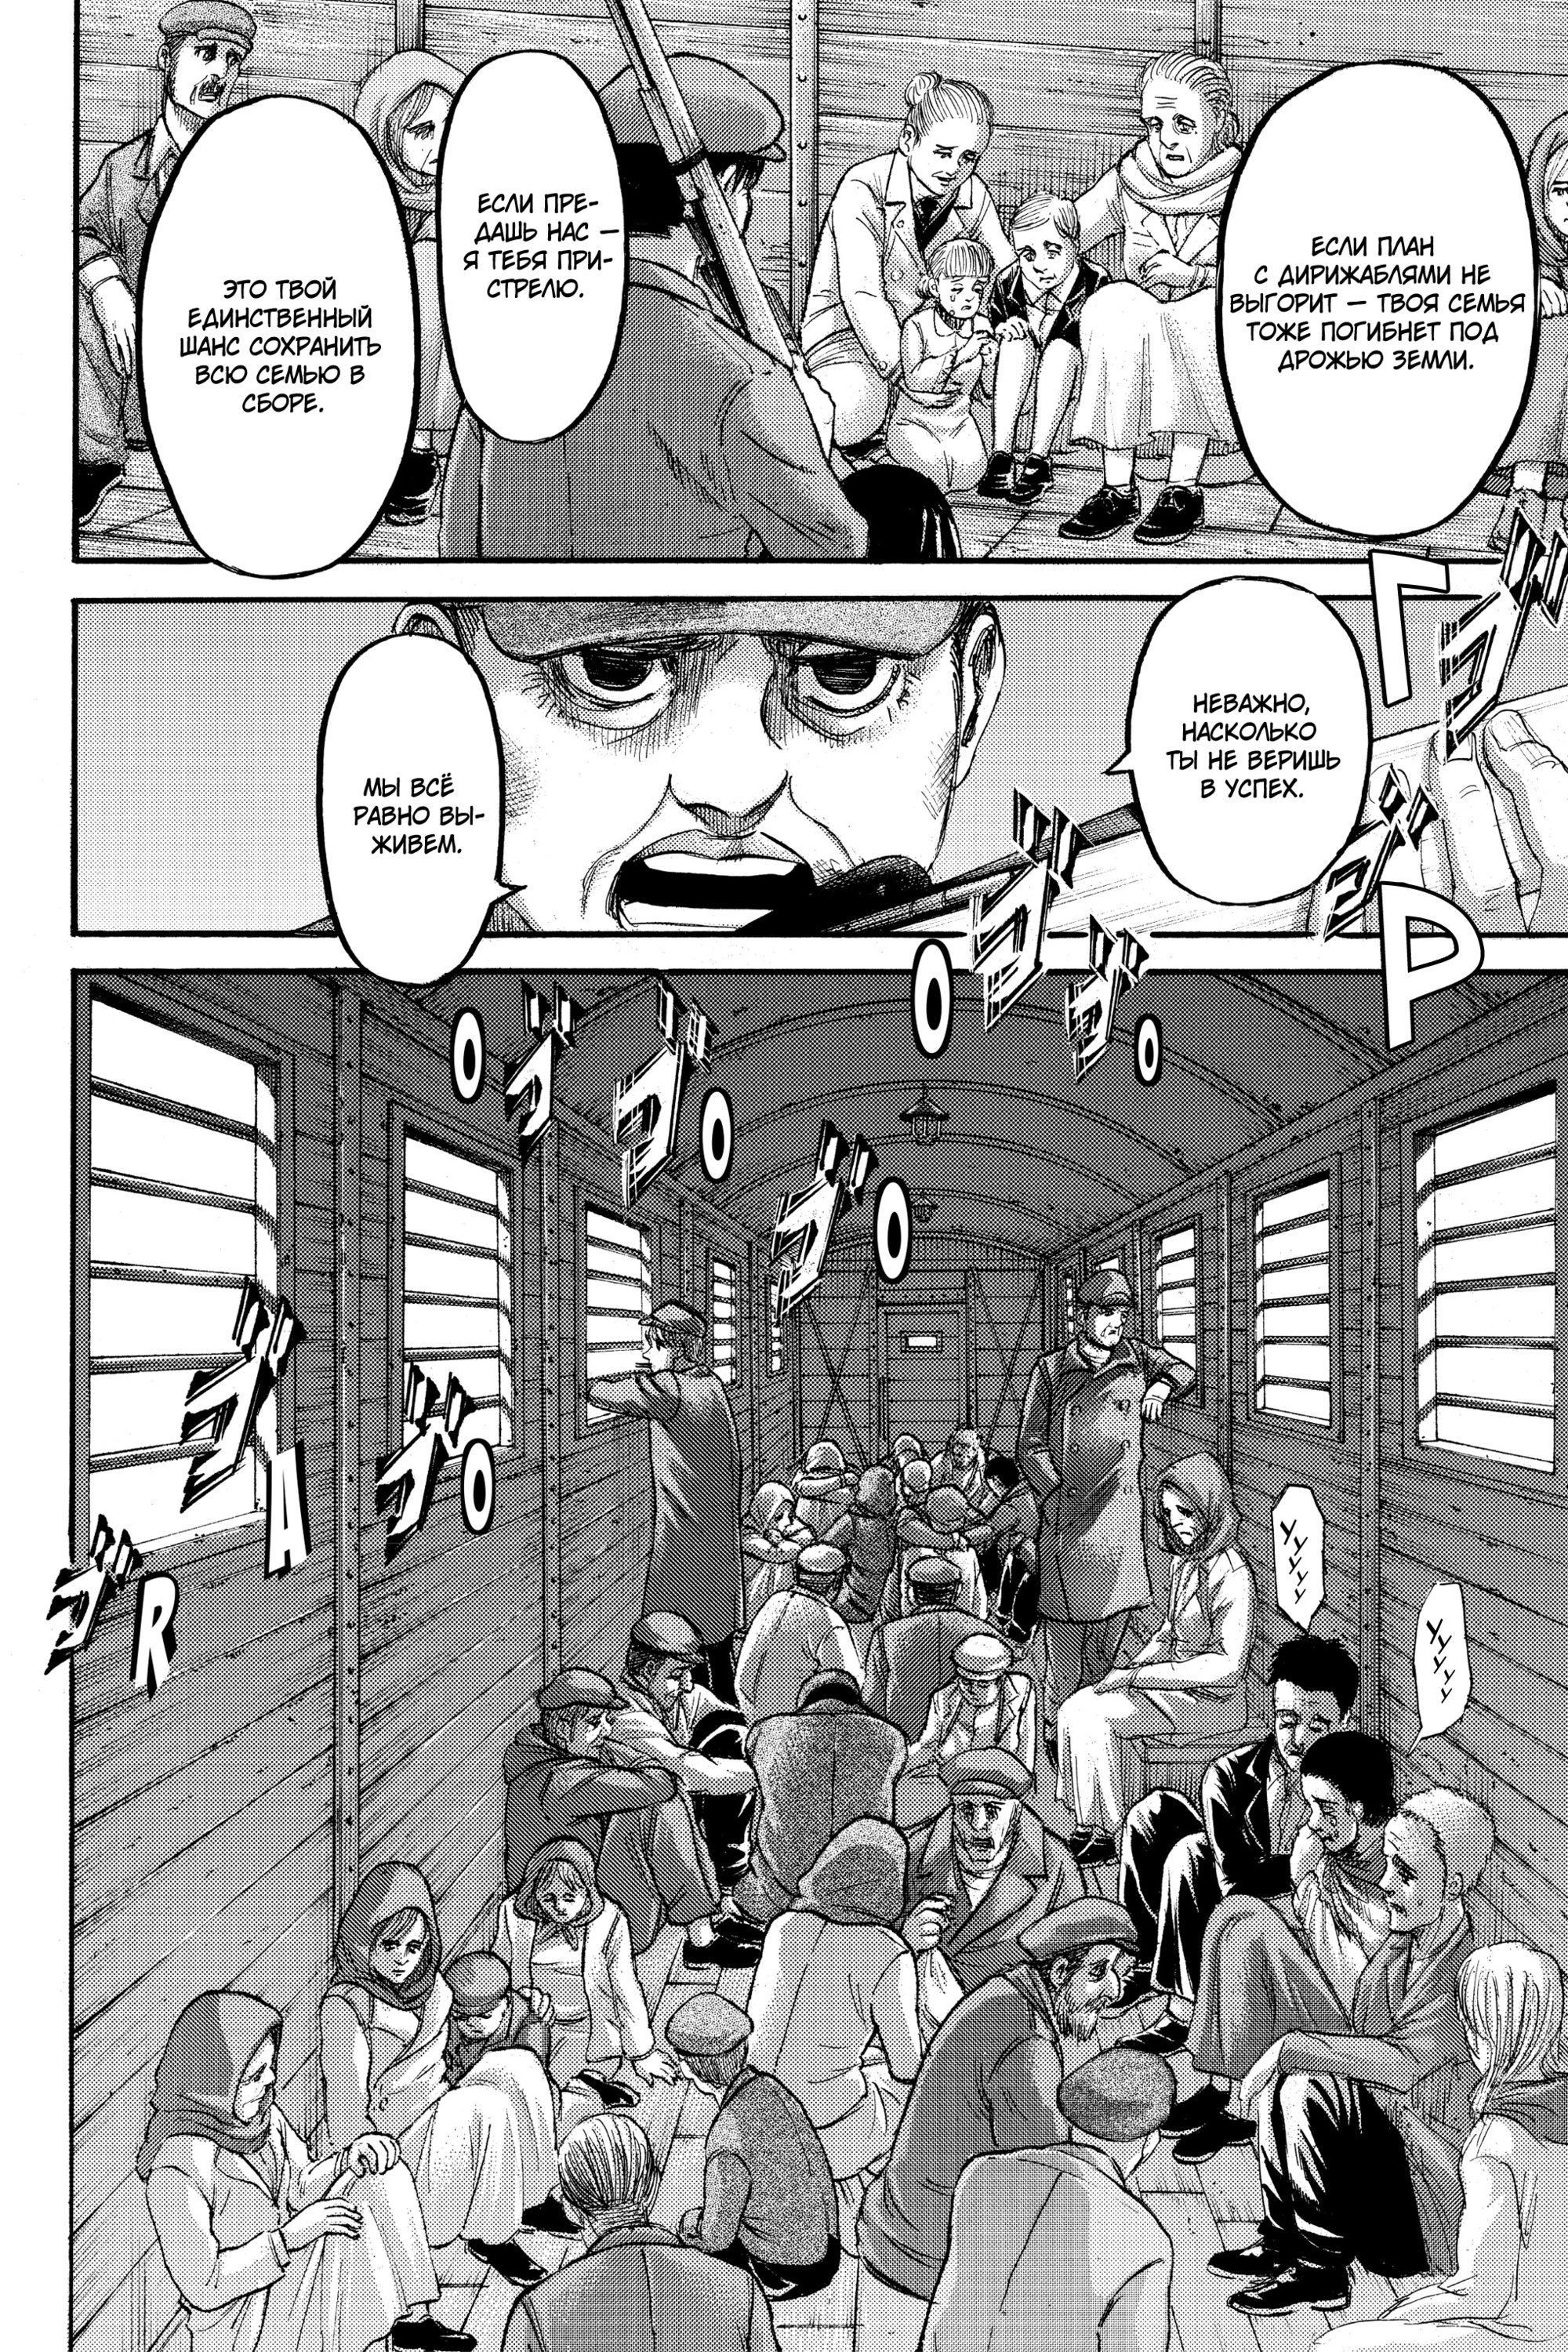 ЕСЛИ ПЛАН
С ДИРИЖАБЛЯМИ НЕ
ВЫГОРИТ — ТВОЯ СЕМЬЯ
ТОЖЕ ПОГИБНЕТ ПОД
ДРОЖЬЮ ЗЕМЛИ.
ЕСЛИ ПРЕ-
ДАШЬ НАС —
Я ТЕБЯ ПРИ-
СТРЕЛЮ.
ЭТО ТВОЙ
ЕДИНСТВЕННЫЙ
ШАНС СОХРАНИТЬ
ВСЮ СЕМЬЮ В
СБОРЕ.
НЕВАЖНО,
НАСКОЛЬКО
ТЫ НЕ ВЕРИШЬ
В УСПЕХ.
МЫ ВСЁ
РАВНО ВЫ-
ЖИВЕМ.
Г
Р
О
О
О
О
О
О
А
R
УУУУ
УУУУ